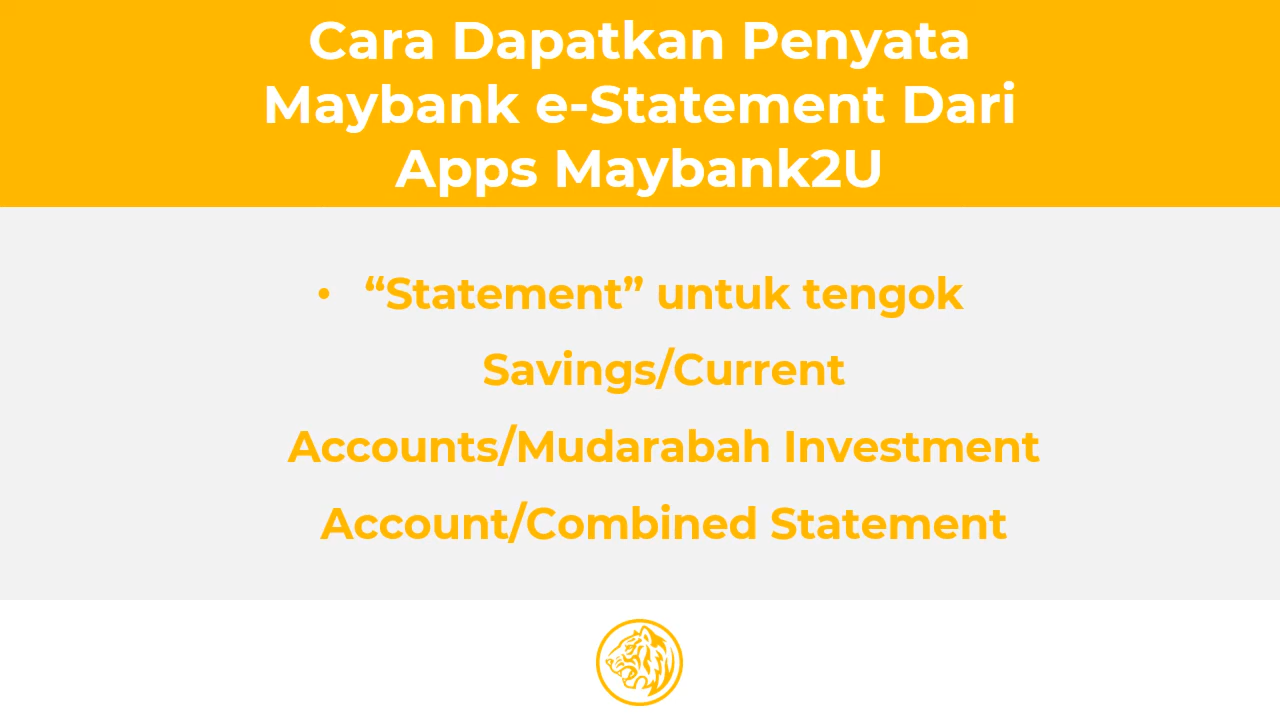 Cara Dapatkan Penyata
Maybank e-Statement Dari
Apps Maybank2U
• “Statement” untuk tengok
Savings/Current
Accounts/Mudarabah Investment
Account/Combined Statement